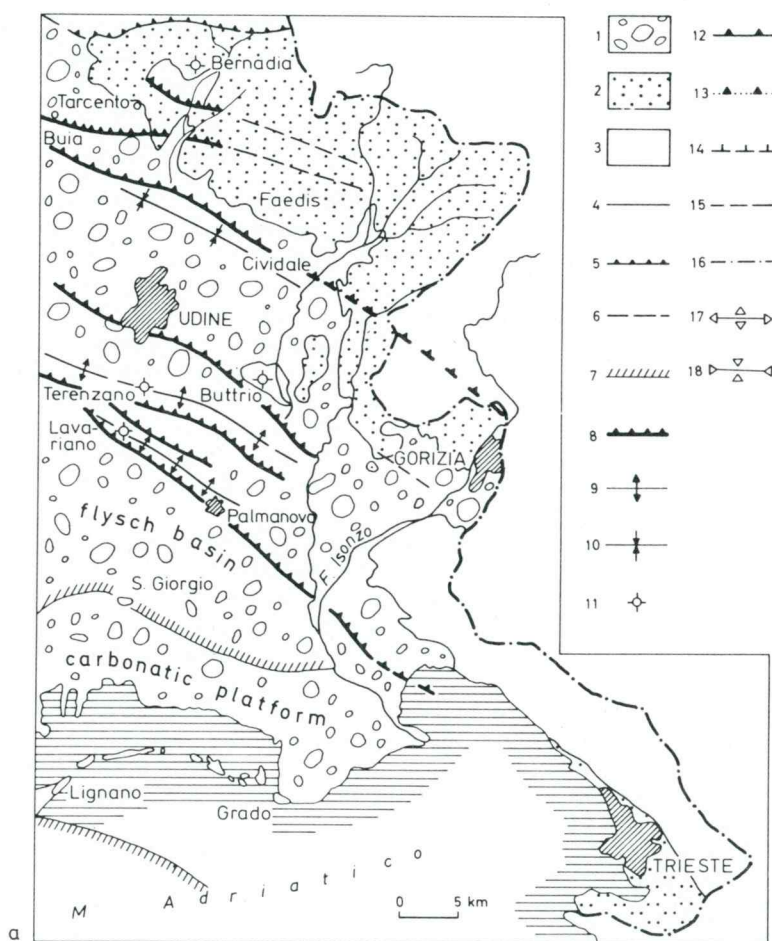 Bernadia
Tarcento
Buia
Faedis
Cividale
UDINE
Terenzano
Buttrio
Lava-
riano
GORIZIA
Palmanova
flysch basin
F. Isonzo
S. Giorgio
carbonatic platform
Lignano
Grado
TRIESTE
M Adriatico
0 5 km
a
1
2
3
4
5
6
7
8
9
10
11
12
13
14
15
16
17
18